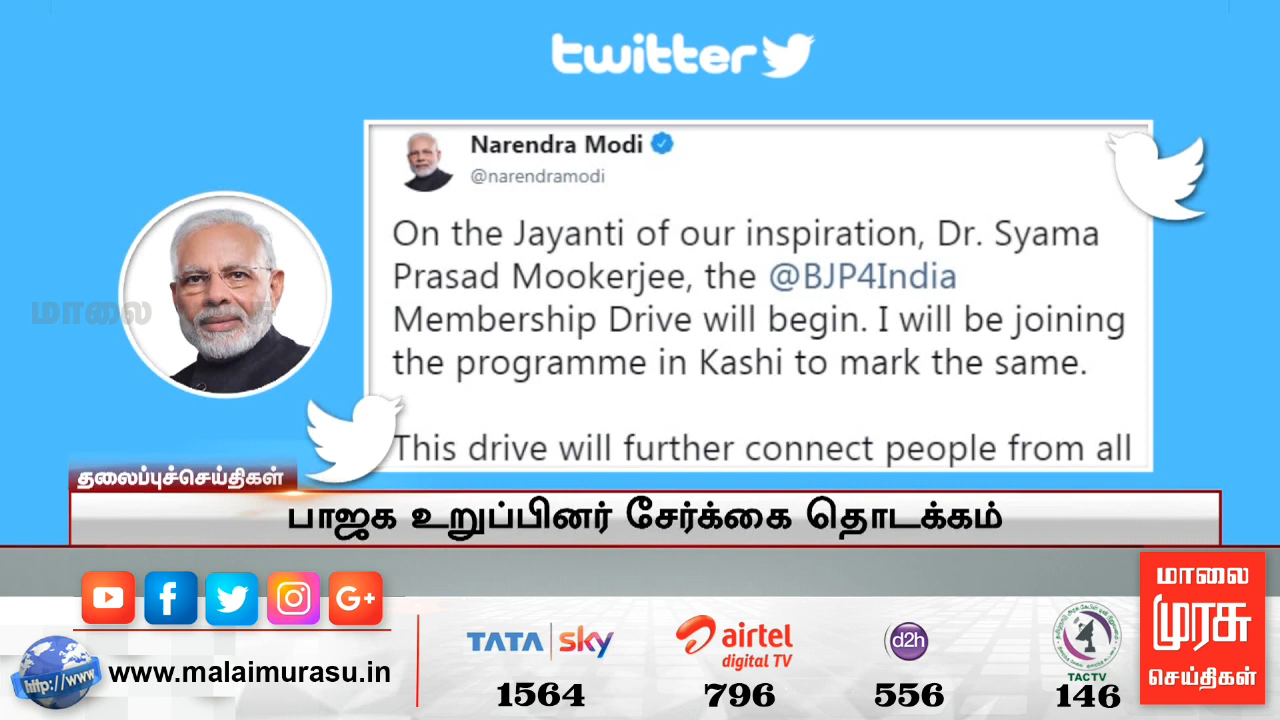 twitter
Narendra Modi
@narendramodi
On the Jayanti of our inspiration, Dr. Syama
Prasad Mookerjee, the @BJP4India
Membership Drive will begin. I will be joining
the programme in Kashi to mark the same.
This drive will further connect people from all
மாலை
தலைப்புச்செய்திகள்
பாஜக உறுப்பினர் சேர்க்கை தொடக்கம்
G+
http://www
www.malaimurasu.in
TATA sky
1564
airtel
digital TV
796
d2h
556
TACTV
146
மாலை
முரசு
செய்திகள்